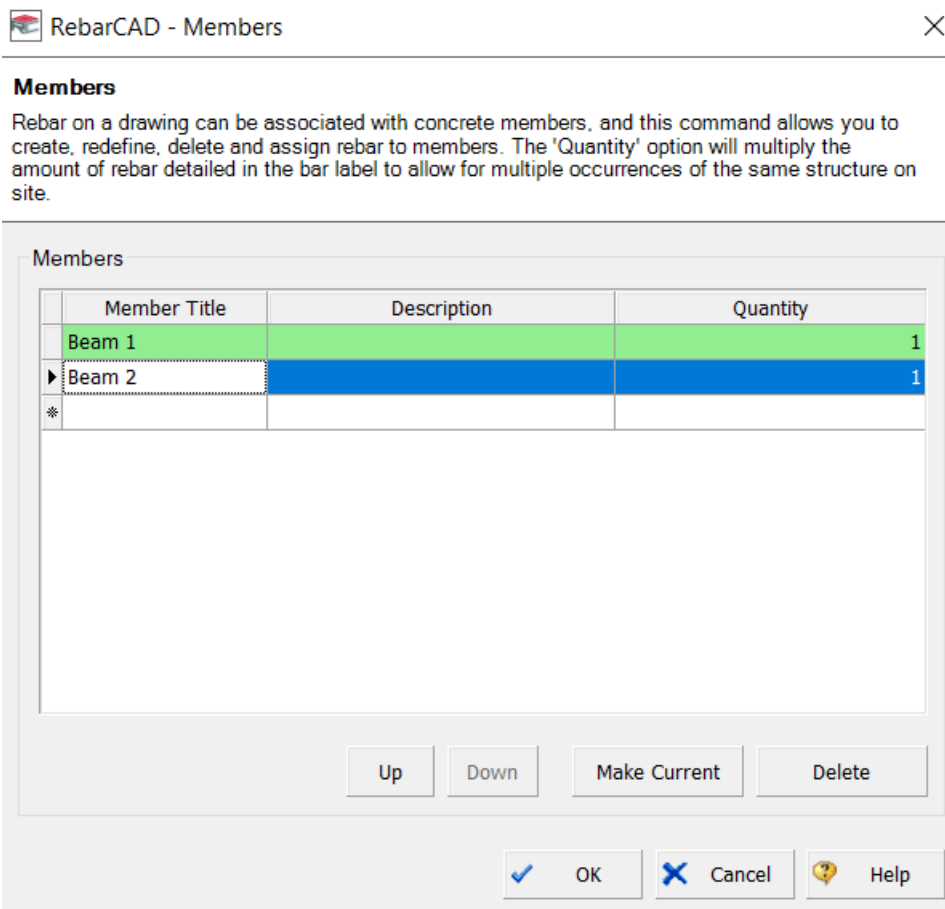 RebarCAD - Members
Members
Rebar on a drawing can be associated with concrete members, and this command allows you to
create, redefine, delete and assign rebar to members. The 'Quantity' option will multiply the
amount of rebar detailed in the bar label to allow for multiple occurrences of the same structure on
site.
Members
Member Title Description Quantity
Beam 1 1
Beam 2 1
Up Down Make Current Delete
OK Cancel Help